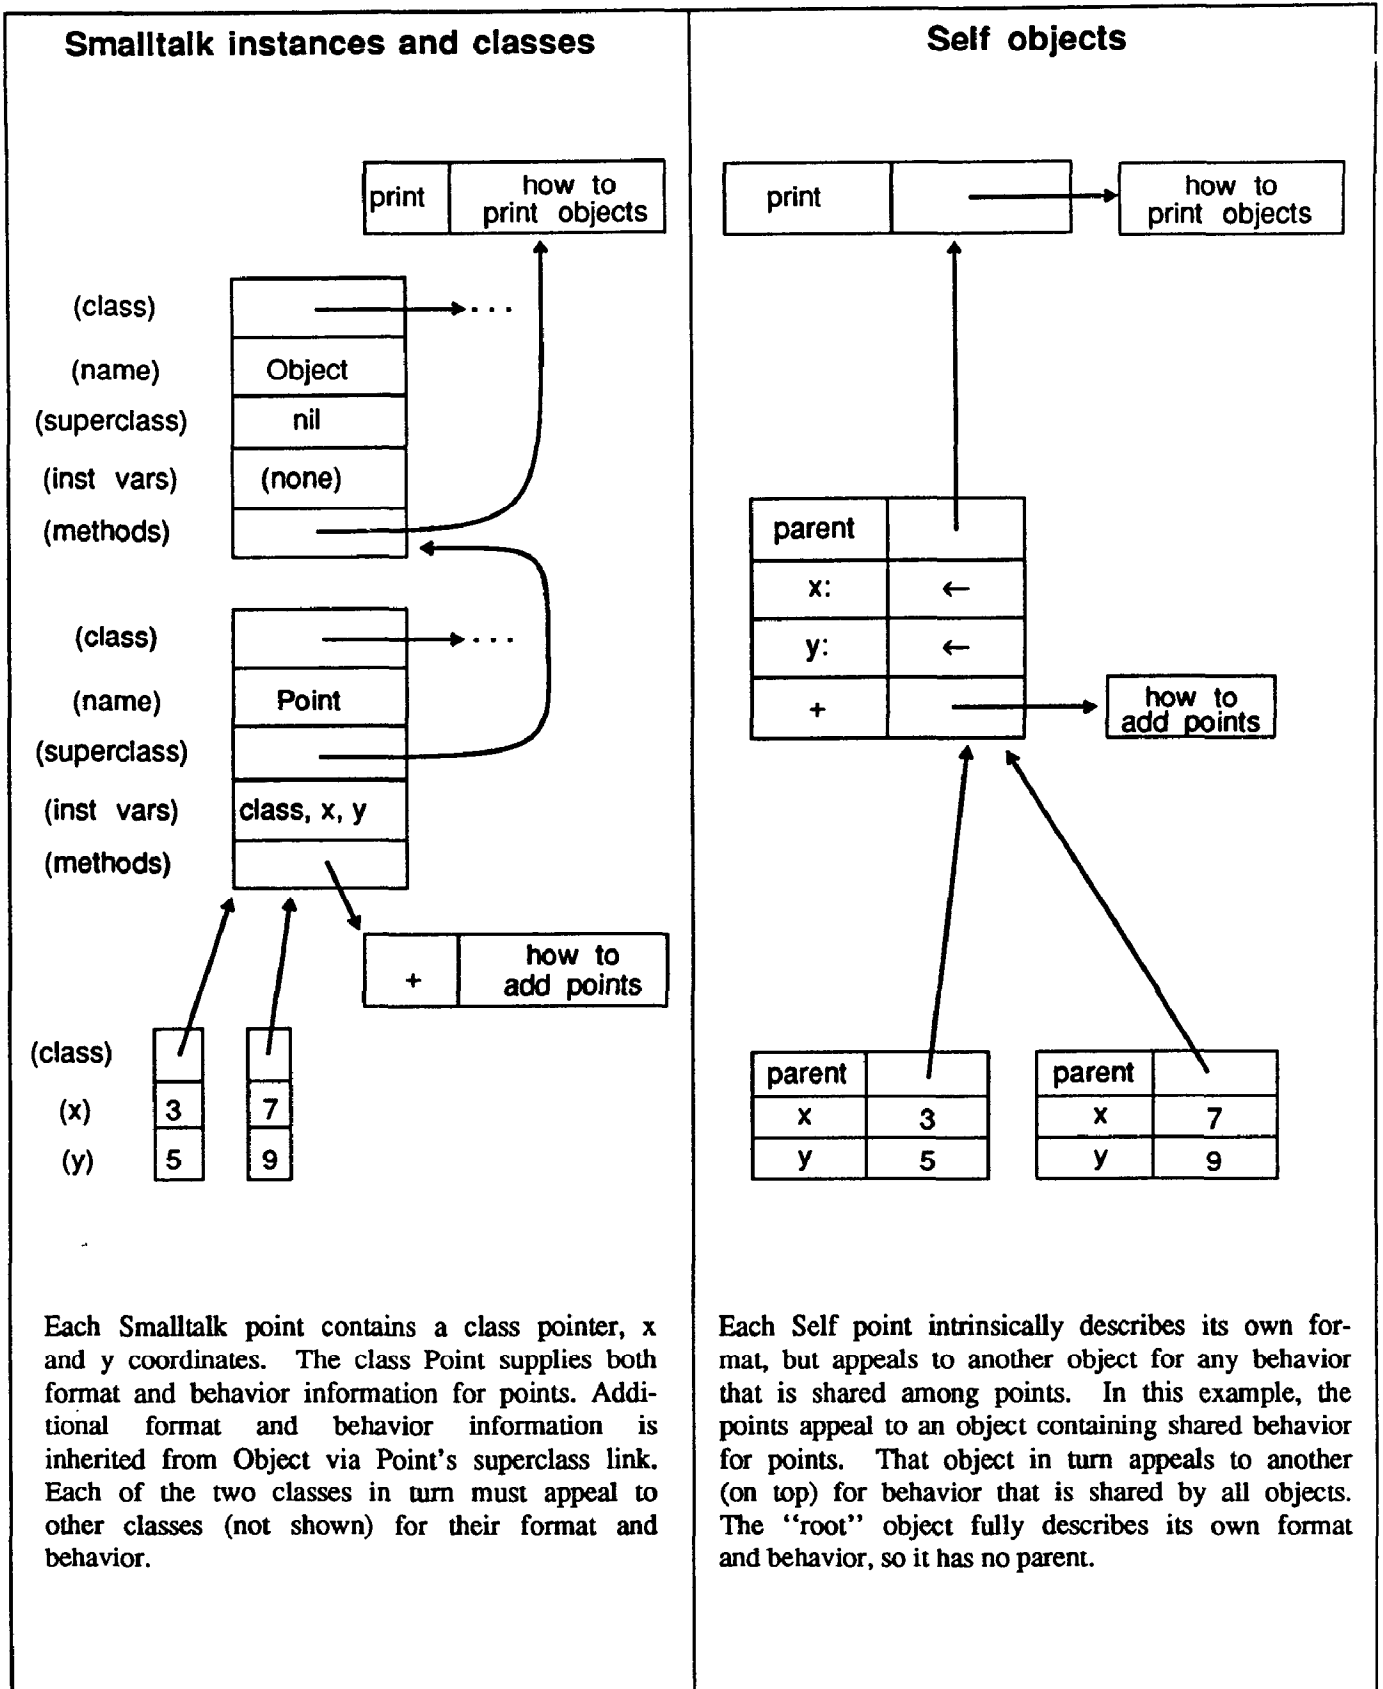 Smalltalk instances and classes
print
how to
print objects
(class)
. . .
(name)
Object
(superclass)
nil
(inst vars)
(none)
(methods)
(class)
. . .
(name)
Point
(superclass)
(inst vars)
class, x, y
(methods)
+
how to
add points
(class)
(x)
3
7
(y)
5
9
Each Smalltalk point contains a class pointer, x
and y coordinates. The class Point supplies both
format and behavior information for points. Addi-
tional format and behavior information is
inherited from Object via Point's superclass link.
Each of the two classes in turn must appeal to
other classes (not shown) for their format and
behavior.
Self objects
print
how to
print objects
parent
x:
←
y:
←
+
how to
add points
parent
x
3
y
5
parent
x
7
y
9
Each Self point intrinsically describes its own for-
mat, but appeals to another object for any behavior
that is shared among points. In this example, the
points appeal to an object containing shared behavior
for points. That object in turn appeals to another
(on top) for behavior that is shared by all objects.
The “root” object fully describes its own format
and behavior, so it has no parent.